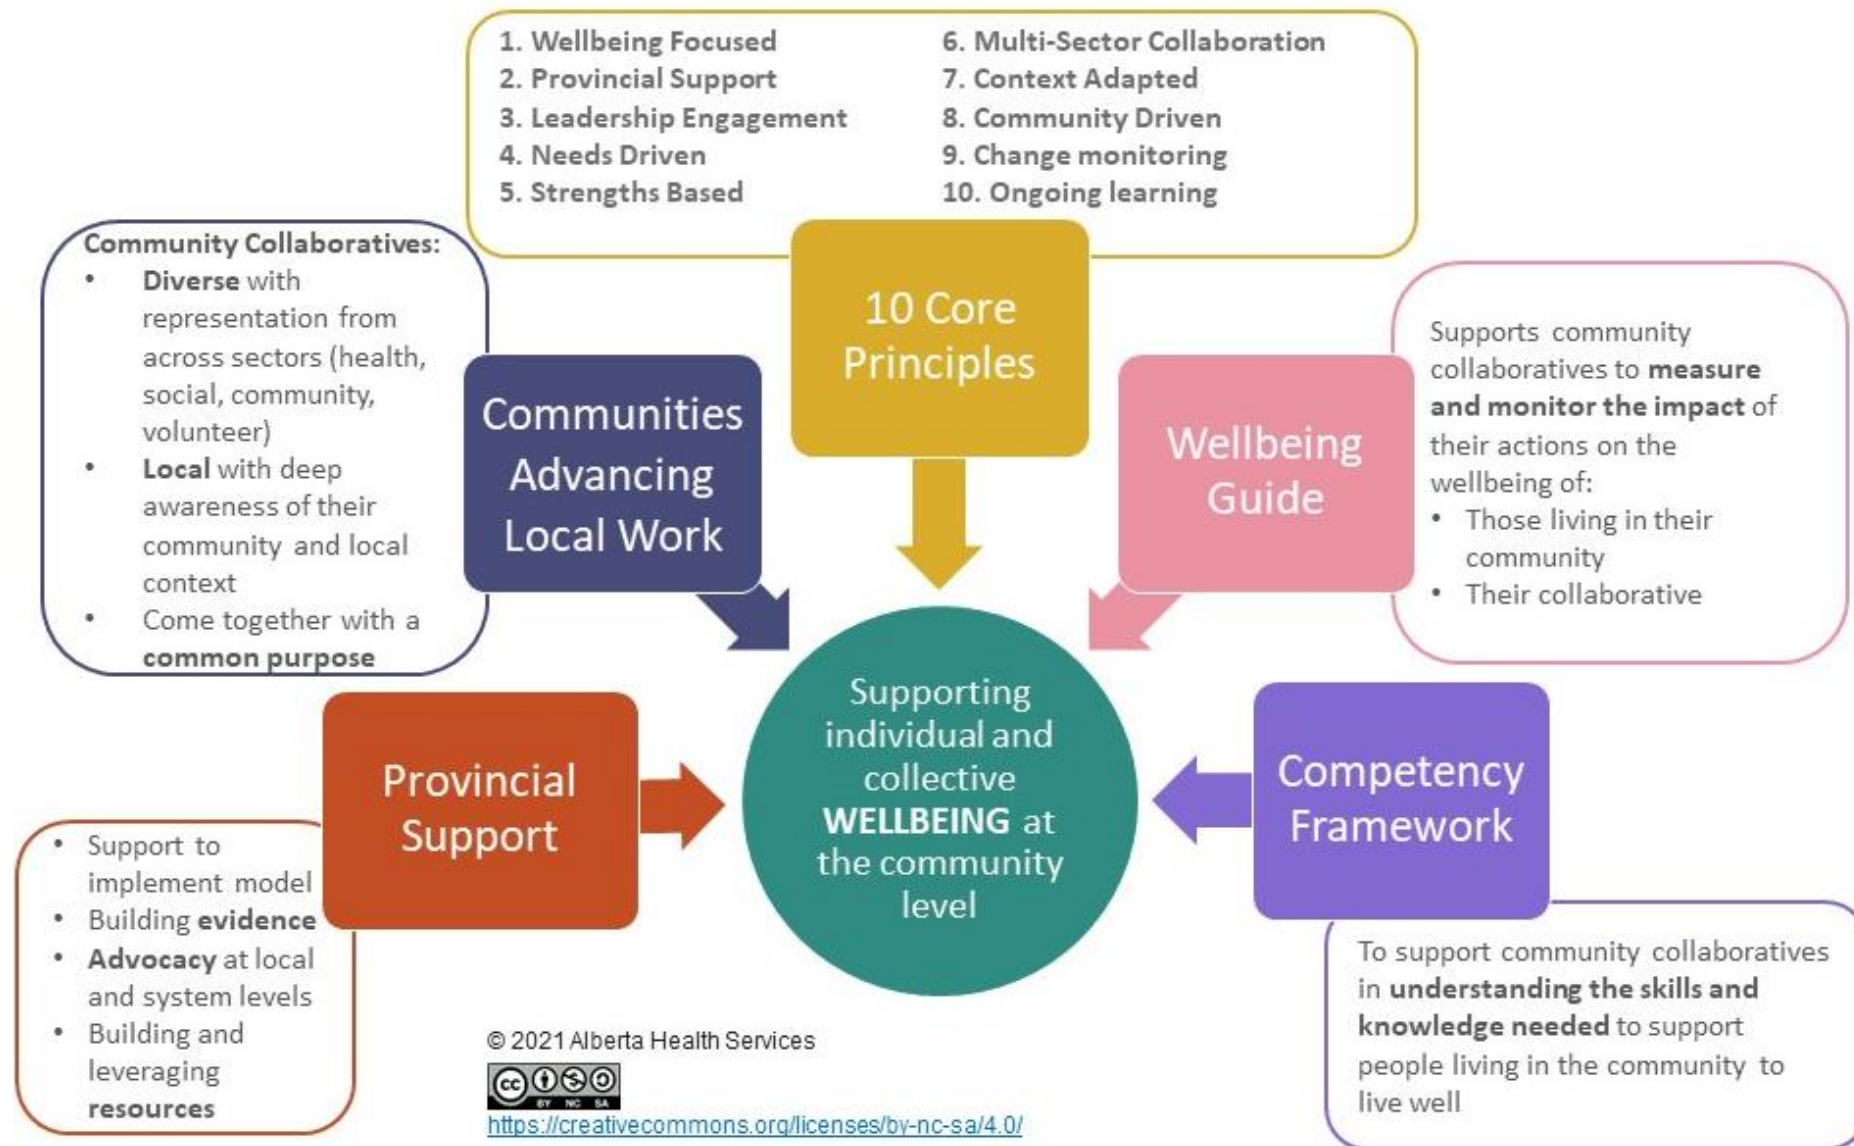 1. Wellbeing Focused
2. Provincial Support
3. Leadership Engagement
4. Needs Driven
5. Strengths Based
6. Multi-Sector Collaboration
7. Context Adapted
8. Community Driven
9. Change monitoring
10. Ongoing learning
10 Core
Principles
Community Collaboratives:
• Diverse with
representation from
across sectors (health,
social, community,
volunteer)
• Local with deep
awareness of their
community and local
context
• Come together with a
common purpose
Communities
Advancing
Local Work
Wellbeing
Guide
Supports community
collaboratives to measure
and monitor the impact of
their actions on the
wellbeing of:
• Those living in their
community
• Their collaborative
Provincial
Support
• Support to
implement model
• Building evidence
• Advocacy at local
and system levels
• Building and
leveraging
resources
Supporting
individual and
collective
WELLBEING at
the community
level
Competency
Framework
To support community collaboratives
in understanding the skills and
knowledge needed to support
people living in the community to
live well
© 2021 Alberta Health Services
cc
BY NC SA
https://creativecommons.org/licenses/by-nc-sa/4.0/